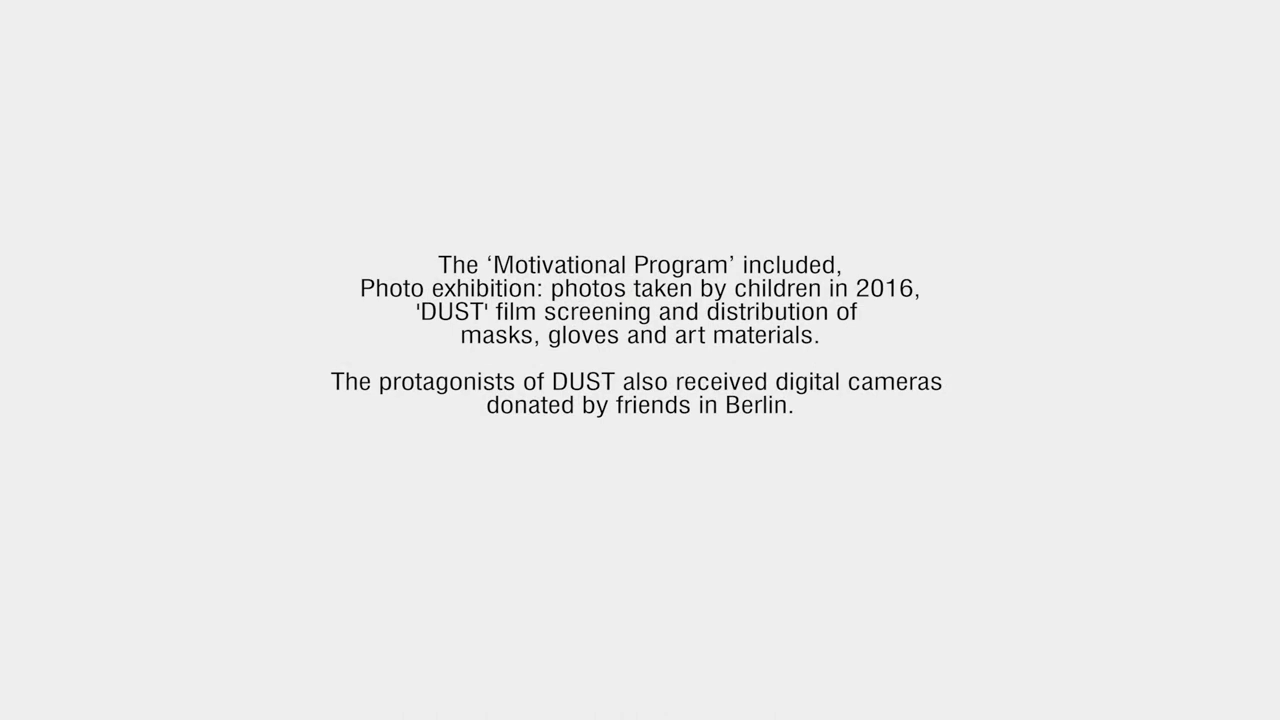 The ‘Motivational Program’ included,
Photo exhibition: photos taken by children in 2016,
'DUST' film screening and distribution of
masks, gloves and art materials.
The protagonists of DUST also received digital cameras
donated by friends in Berlin.